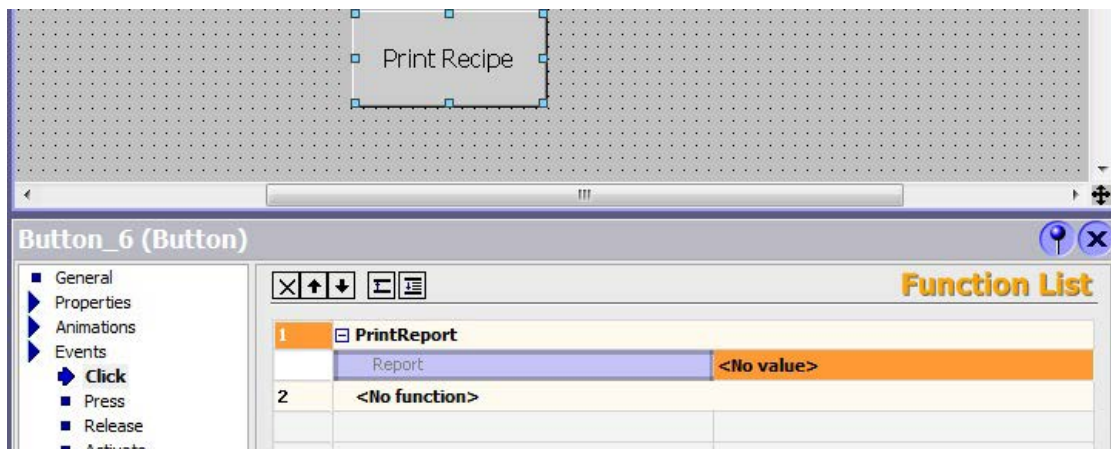 Print Recipe
Button_6 (Button)
General
Properties
Animations
Events
Click
Press
Release
Activate
Function List
1 PrintReport
Report <No value>
2 <No function>